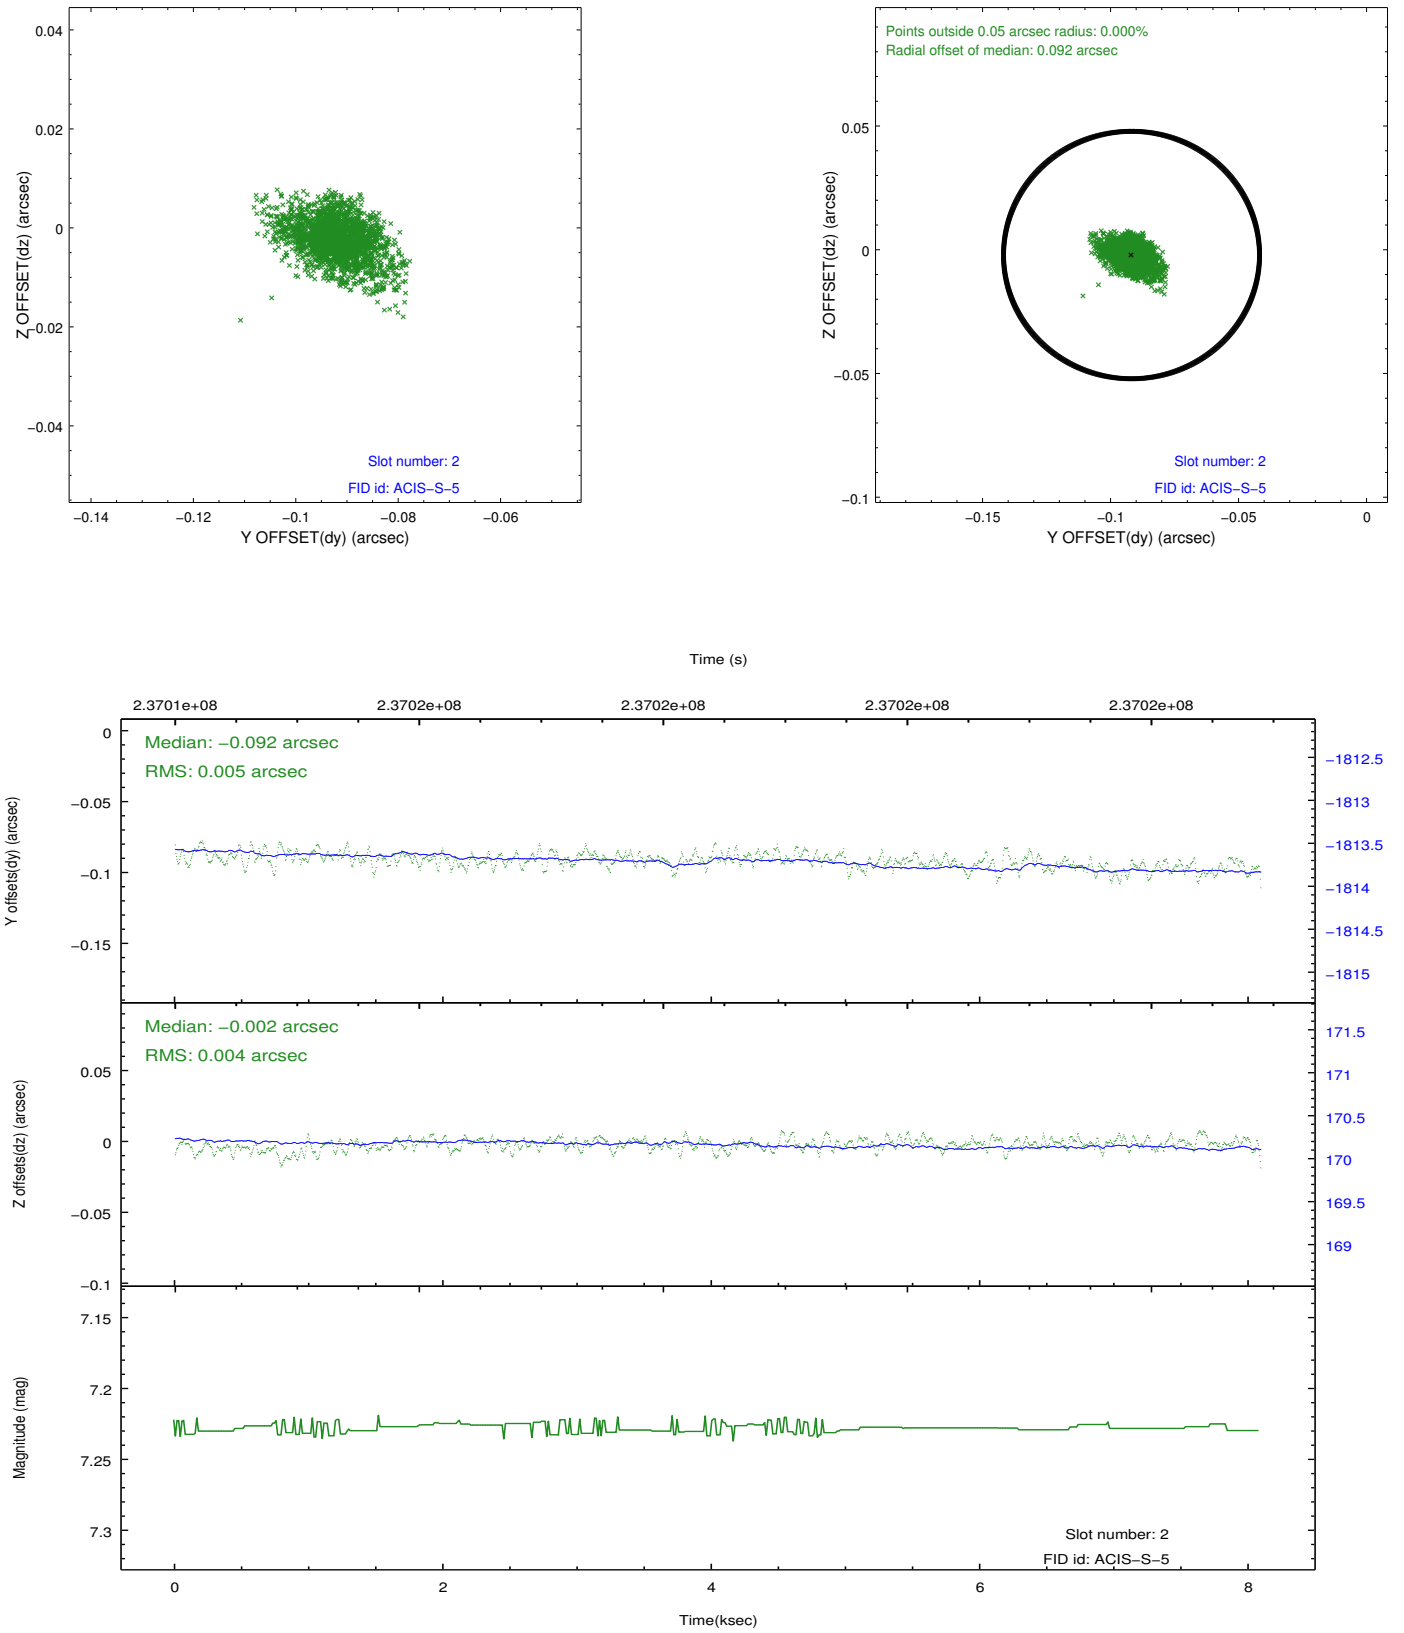 0.04
0.02
0
−0.02
−0.04
Z OFFSET(dz) (arcsec)
Slot number: 2
FID id: ACIS−S−5
−0.14 −0.12 −0.1 −0.08 −0.06
Y OFFSET(dy) (arcsec)
Points outside 0.05 arcsec radius: 0.000%
Radial offset of median: 0.092 arcsec
0.05
0
−0.05
−0.1
Z OFFSET(dz) (arcsec)
Slot number: 2
FID id: ACIS−S−5
−0.15 −0.1 −0.05 0
Y OFFSET(dy) (arcsec)
Time (s)
2.3701e+08 2.3702e+08 2.3702e+08 2.3702e+08 2.3702e+08
Median: −0.092 arcsec
RMS: 0.005 arcsec
0
−0.05
−0.1
−0.15
Y offsets(dy) (arcsec)
−1812.5
−1813
−1813.5
−1814
−1814.5
−1815
Median: −0.002 arcsec
RMS: 0.004 arcsec
0.05
0
−0.05
−0.1
Z offsets(dz) (arcsec)
171.5
171
170.5
170
169.5
169
7.15
7.2
7.25
7.3
Magnitude (mag)
Slot number: 2
FID id: ACIS−S−5
0 2 4 6 8
Time(ksec)